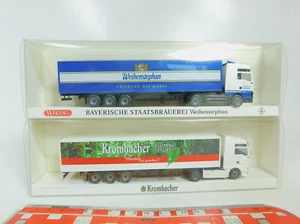 Weihenstephan
WIKING BAYERISCHE STAATSBRAUEREI Weihenstephan
Krombacher
Krombacher